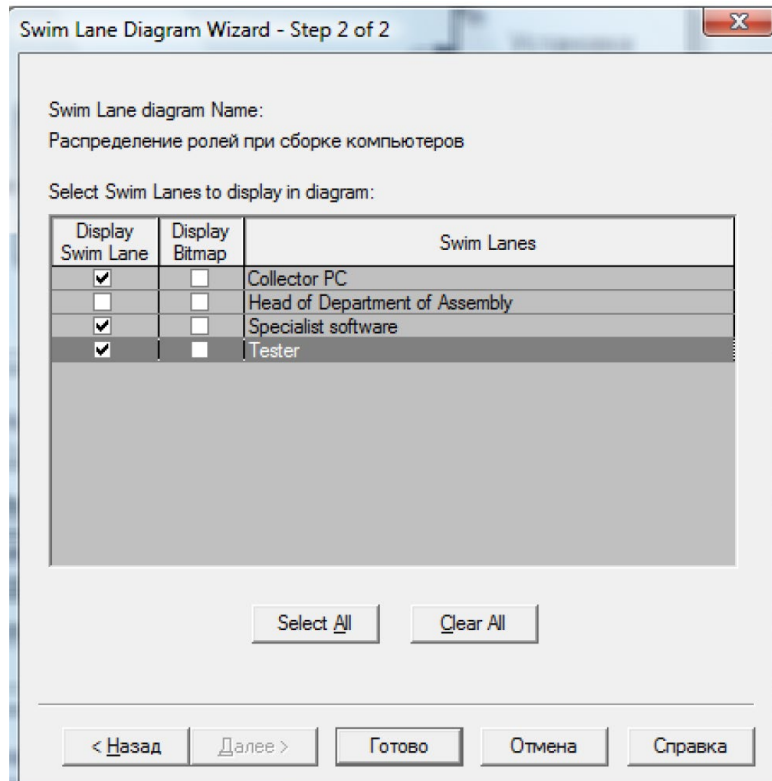 Swim Lane Diagram Wizard - Step 2 of 2
Swim Lane diagram Name:
Распределение ролей при сборке компьютеров
Select Swim Lanes to display in diagram:
Display Swim Lane Display Bitmap Swim Lanes
Collector PC
Head of Department of Assembly
Specialist software
Tester
Select All Clear All
< Назад Далее > Готово Отмена Справка